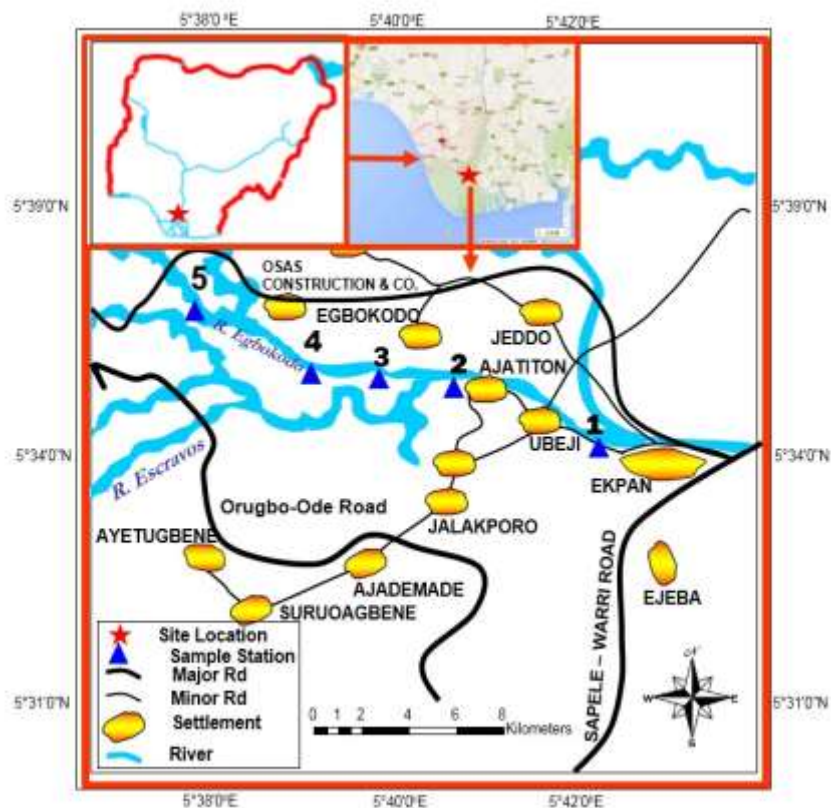 5°38'0"E
5°40'0"E
5°42'0"E
5°39'0"N
5°39'0"N
OSAS
CONSTRUCTION & CO.
5
EGBOKODO
JEDDO
R. Egbokodo
4
3
2
AJATITON
1
UBEJI
5°34'0"N
5°34'0"N
EKPAN
R. Escravos
Orugbo-Ode Road
JALAKPORO
AYETUGBENE
AJADEMADE
SURUOAGBENE
EJEBA
SAPELE – WARRI ROAD
Site Location
Sample Station
Major Rd
Minor Rd
Settlement
River
0 1 2 4 6 8
Kilometers
N
W
E
S
5°31'0"N
5°31'0"N
5°38'0"E
5°40'0"E
5°42'0"E